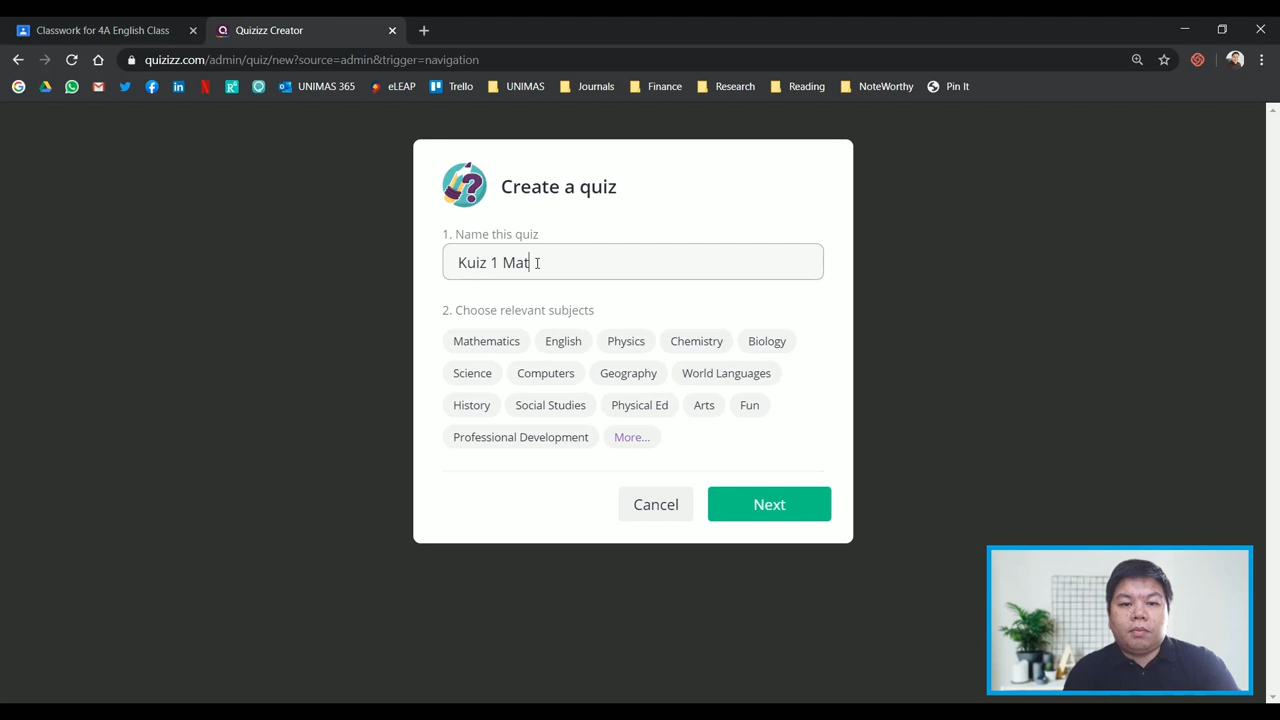 Classwork for 4A English Class
Quizizz Creator
quizizz.com/admin/quiz/new?source=admin&trigger=navigation
UNIMAS 365 eLEAP Trello UNIMAS Journals Finance Research Reading NoteWorthy Pin It
Create a quiz
1. Name this quiz
Kuiz 1 Mat
2. Choose relevant subjects
Mathematics English Physics Chemistry Biology
Science Computers Geography World Languages
History Social Studies Physical Ed Arts Fun
Professional Development More...
Cancel Next